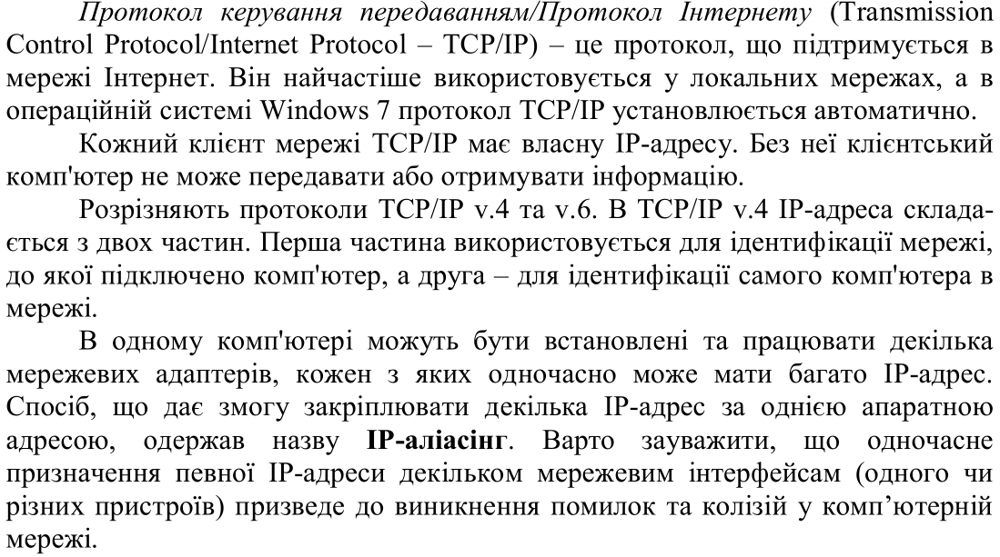 Протокол керування передаванням/Протокол Інтернету (Transmission
Control Protocol/Internet Protocol – TCP/IP) – це протокол, що підтримується в
мережі Інтернет. Він найчастіше використовується у локальних мережах, а в
операційній системі Windows 7 протокол TCP/IP установлюється автоматично.
Кожний клієнт мережі TCP/IP має власну IP-адресу. Без неї клієнтський
комп'ютер не може передавати або отримувати інформацію.
Розрізняють протоколи TCP/IP v.4 та v.6. В TCP/IP v.4 IP-адреса склада-
ється з двох частин. Перша частина використовується для ідентифікації мережі,
до якої підключено комп'ютер, а друга – для ідентифікації самого комп'ютера в
мережі.
В одному комп'ютері можуть бути встановлені та працювати декілька
мережевих адаптерів, кожен з яких одночасно може мати багато IP-адрес.
Спосіб, що дає змогу закріплювати декілька IP-адрес за однією апаратною
адресою, одержав назву IP-аліасінг. Варто зауважити, що одночасне
призначення певної IP-адреси декільком мережевим інтерфейсам (одного чи
різних пристроїв) призведе до виникнення помилок та колізій у комп’ютерній
мережі.